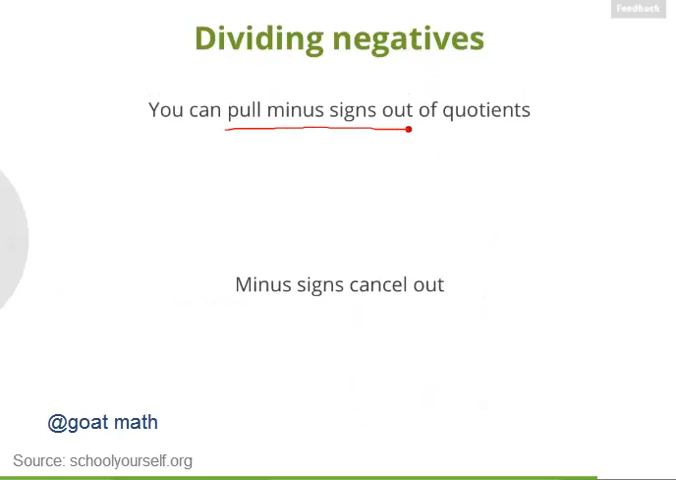 Feedback
Dividing negatives
You can pull minus signs out of quotients
Minus signs cancel out
@goat math
Source: schoolyourself.org